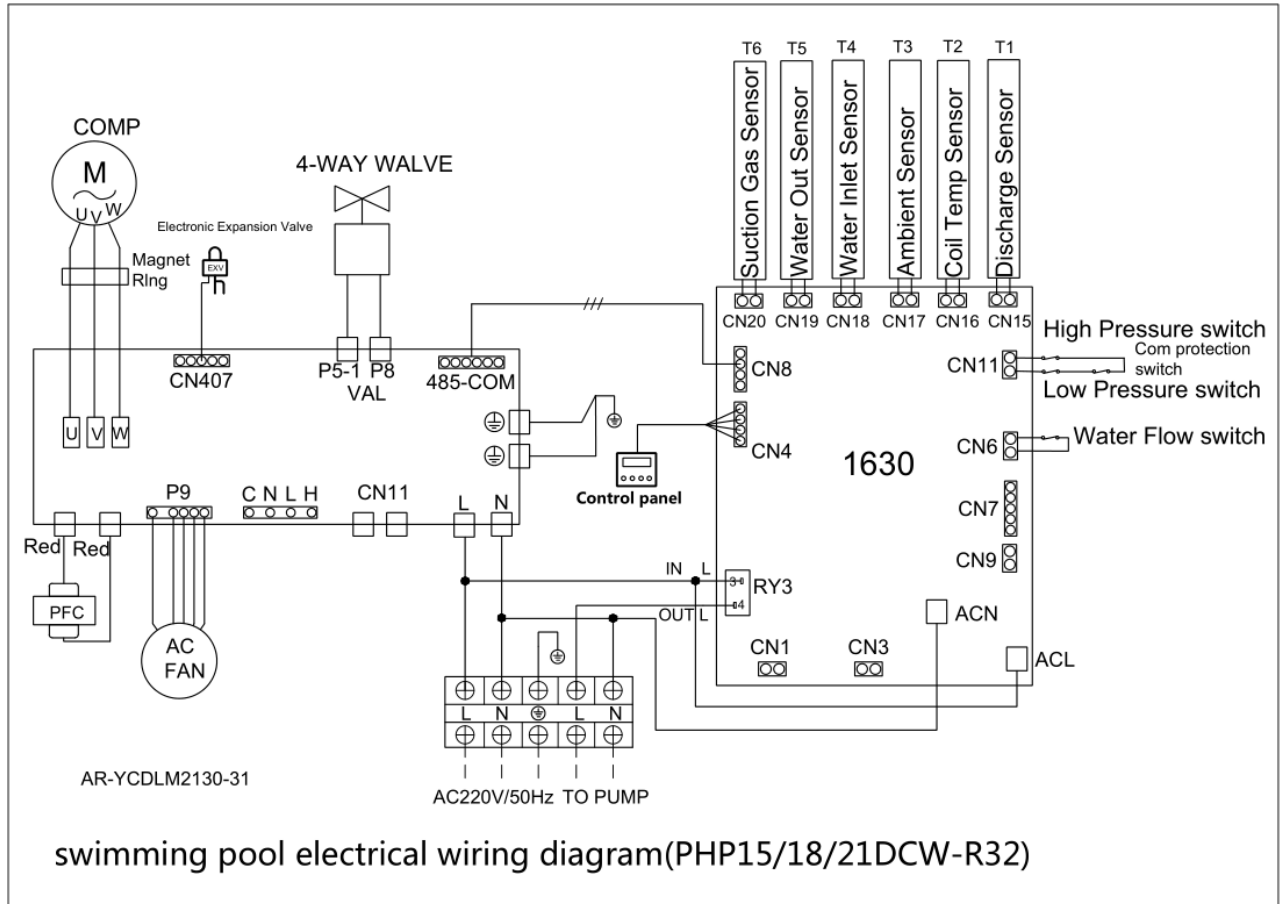 T6 T5 T4 T3 T2 T1
Suction Gas Sensor
Water Out Sensor
Water Inlet Sensor
Ambient Sensor
Coil Temp Sensor
Discharge Sensor
COMP
M
U V W
4-WAY WALVE
Electronic Expansion Valve
EXV
Magnet
RIng
CN20 CN19 CN18 CN17 CN16 CN15
High Pressure switch
Com protection
switch
Low Pressure switch
CN11
CN8
CN407
P5-1 P8
VAL
485-COM
U V W
CN4
CN6
Water Flow switch
1630
Control panel
P9
C N L H
CN11
L N
CN7
CN9
Red Red
PFC
AC
FAN
IN L
3
RY3
4
OUT L
ACN
CN1
CN3
ACL
L N L N
AC220V/50Hz TO PUMP
AR-YCDLM2130-31
swimming pool electrical wiring diagram(PHP15/18/21DCW-R32)